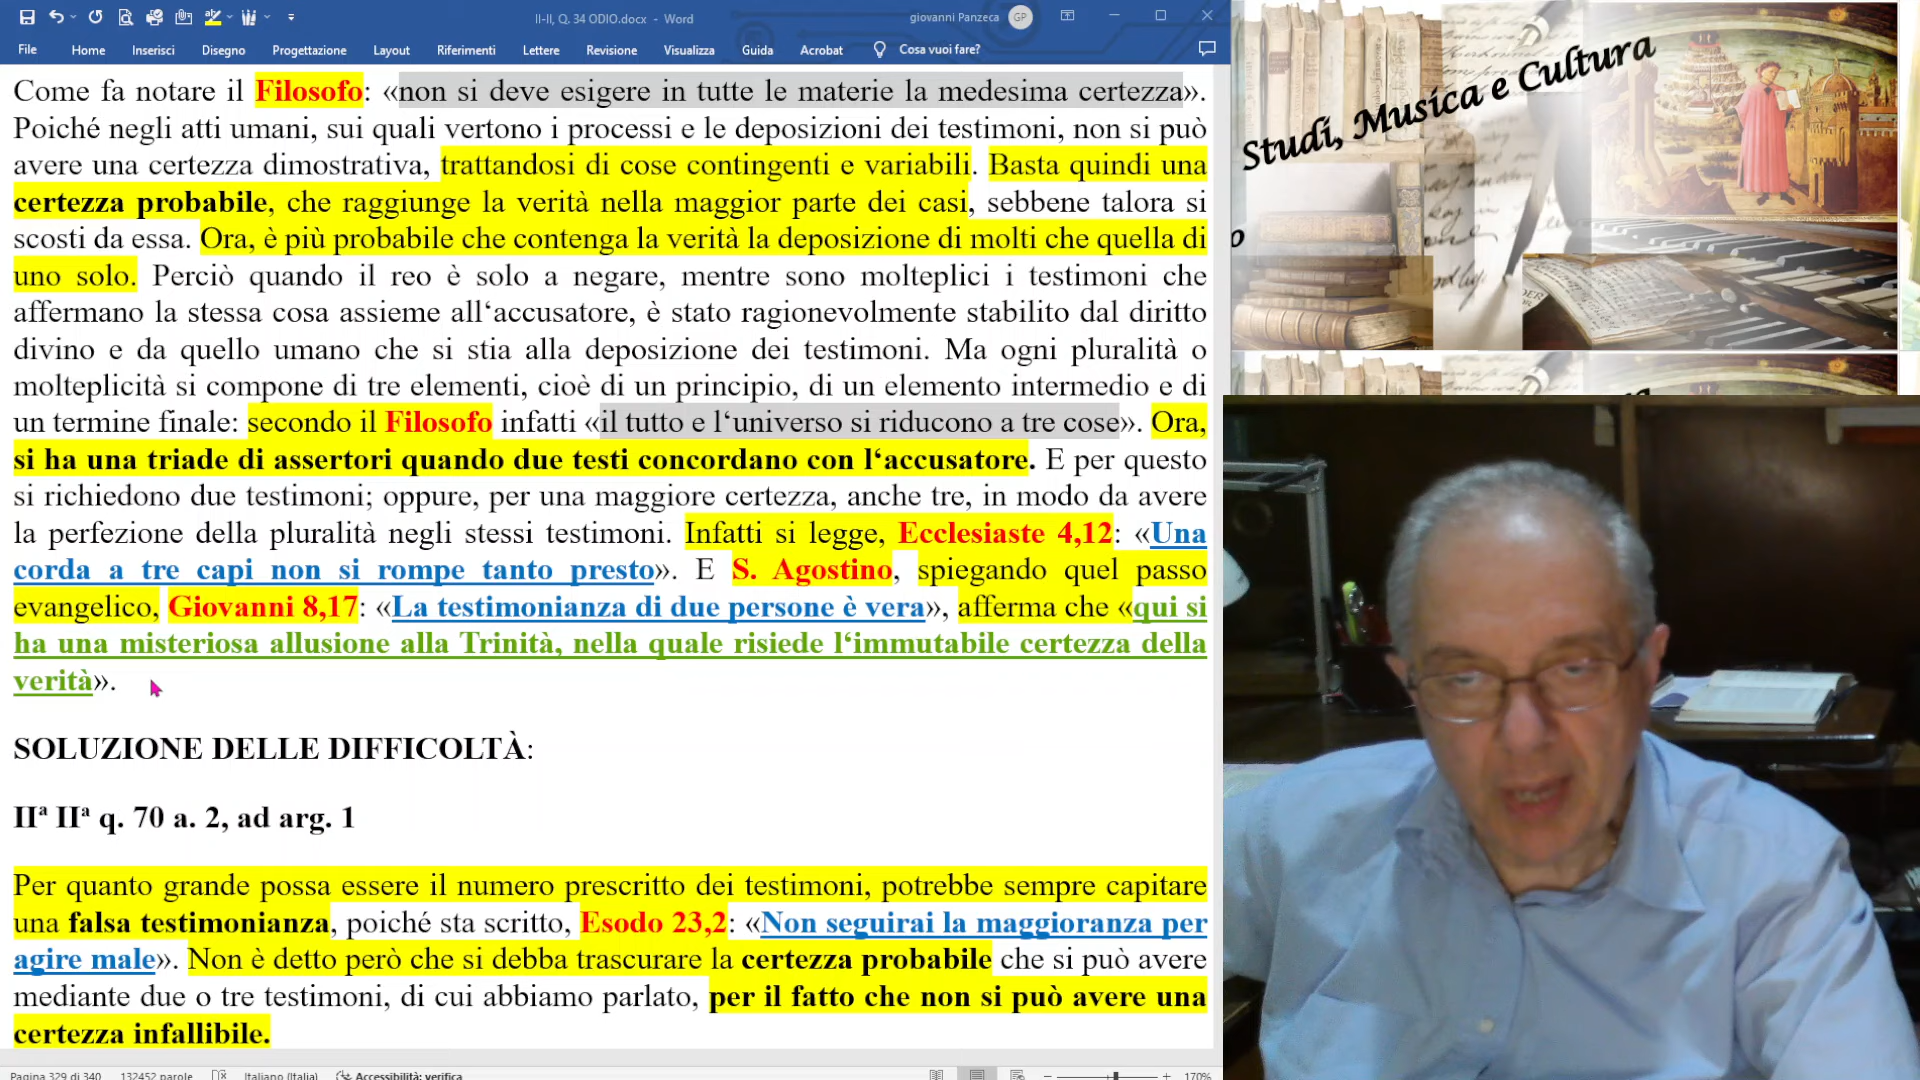 II-II, Q. 34 ODIO.docx - Word
giovanni Panzeca
GP
File Home Inserisci Disegno Progettazione Layout Riferimenti Lettere Revisione Visualizza Guida Acrobat Cosa vuoi fare?
Come fa notare il Filosofo: «non si deve esigere in tutte le materie la medesima certezza».
Poiché negli atti umani, sui quali vertono i processi e le deposizioni dei testimoni, non si può
avere una certezza dimostrativa, trattandosi di cose contingenti e variabili. Basta quindi una
certezza probabile, che raggiunge la verità nella maggior parte dei casi, sebbene talora si
scosti da essa. Ora, è più probabile che contenga la verità la deposizione di molti che quella di
uno solo. Perciò quando il reo è solo a negare, mentre sono molteplici i testimoni che
affermano la stessa cosa assieme all‘accusatore, è stato ragionevolmente stabilito dal diritto
divino e da quello umano che si stia alla deposizione dei testimoni. Ma ogni pluralità o
molteplicità si compone di tre elementi, cioè di un principio, di un elemento intermedio e di
un termine finale: secondo il Filosofo infatti «il tutto e l‘universo si riducono a tre cose». Ora,
si ha una triade di assertori quando due testi concordano con l‘accusatore. E per questo
si richiedono due testimoni; oppure, per una maggiore certezza, anche tre, in modo da avere
la perfezione della pluralità negli stessi testimoni. Infatti si legge, Ecclesiaste 4,12: «Una
corda a tre capi non si rompe tanto presto». E S. Agostino, spiegando quel passo
evangelico, Giovanni 8,17: «La testimonianza di due persone è vera», afferma che «qui si
ha una misteriosa allusione alla Trinità, nella quale risiede l‘immutabile certezza della
verità».
SOLUZIONE DELLE DIFFICOLTÀ:
IIª IIª q. 70 a. 2, ad arg. 1
Per quanto grande possa essere il numero prescritto dei testimoni, potrebbe sempre capitare
una falsa testimonianza, poiché sta scritto, Esodo 23,2: «Non seguirai la maggioranza per
agire male». Non è detto però che si debba trascurare la certezza probabile che si può avere
mediante due o tre testimoni, di cui abbiamo parlato, per il fatto che non si può avere una
certezza infallibile.
Pagina 329 di 340 132452 parole Italiano (Italia) Accessibilità: verifica 170%
Studi, Musica e Cultura
o